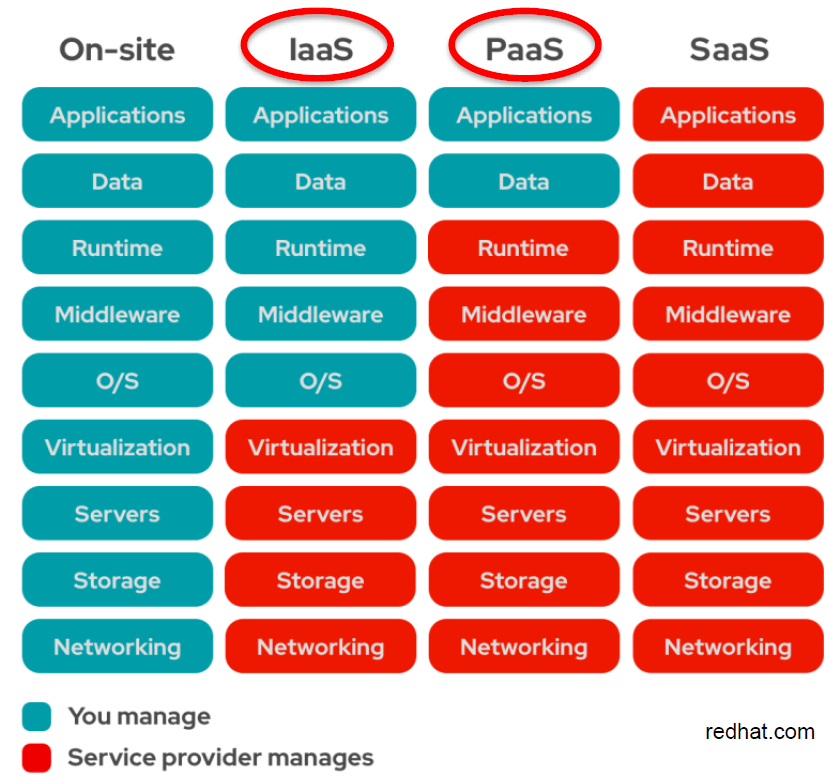 On-site IaaS PaaS SaaS
Applications Applications Applications Applications
Data Data Data Data
Runtime Runtime Runtime Runtime
Middleware Middleware Middleware Middleware
O/S O/S O/S O/S
Virtualization Virtualization Virtualization Virtualization
Servers Servers Servers Servers
Storage Storage Storage Storage
Networking Networking Networking Networking
You manage
Service provider manages
redhat.com